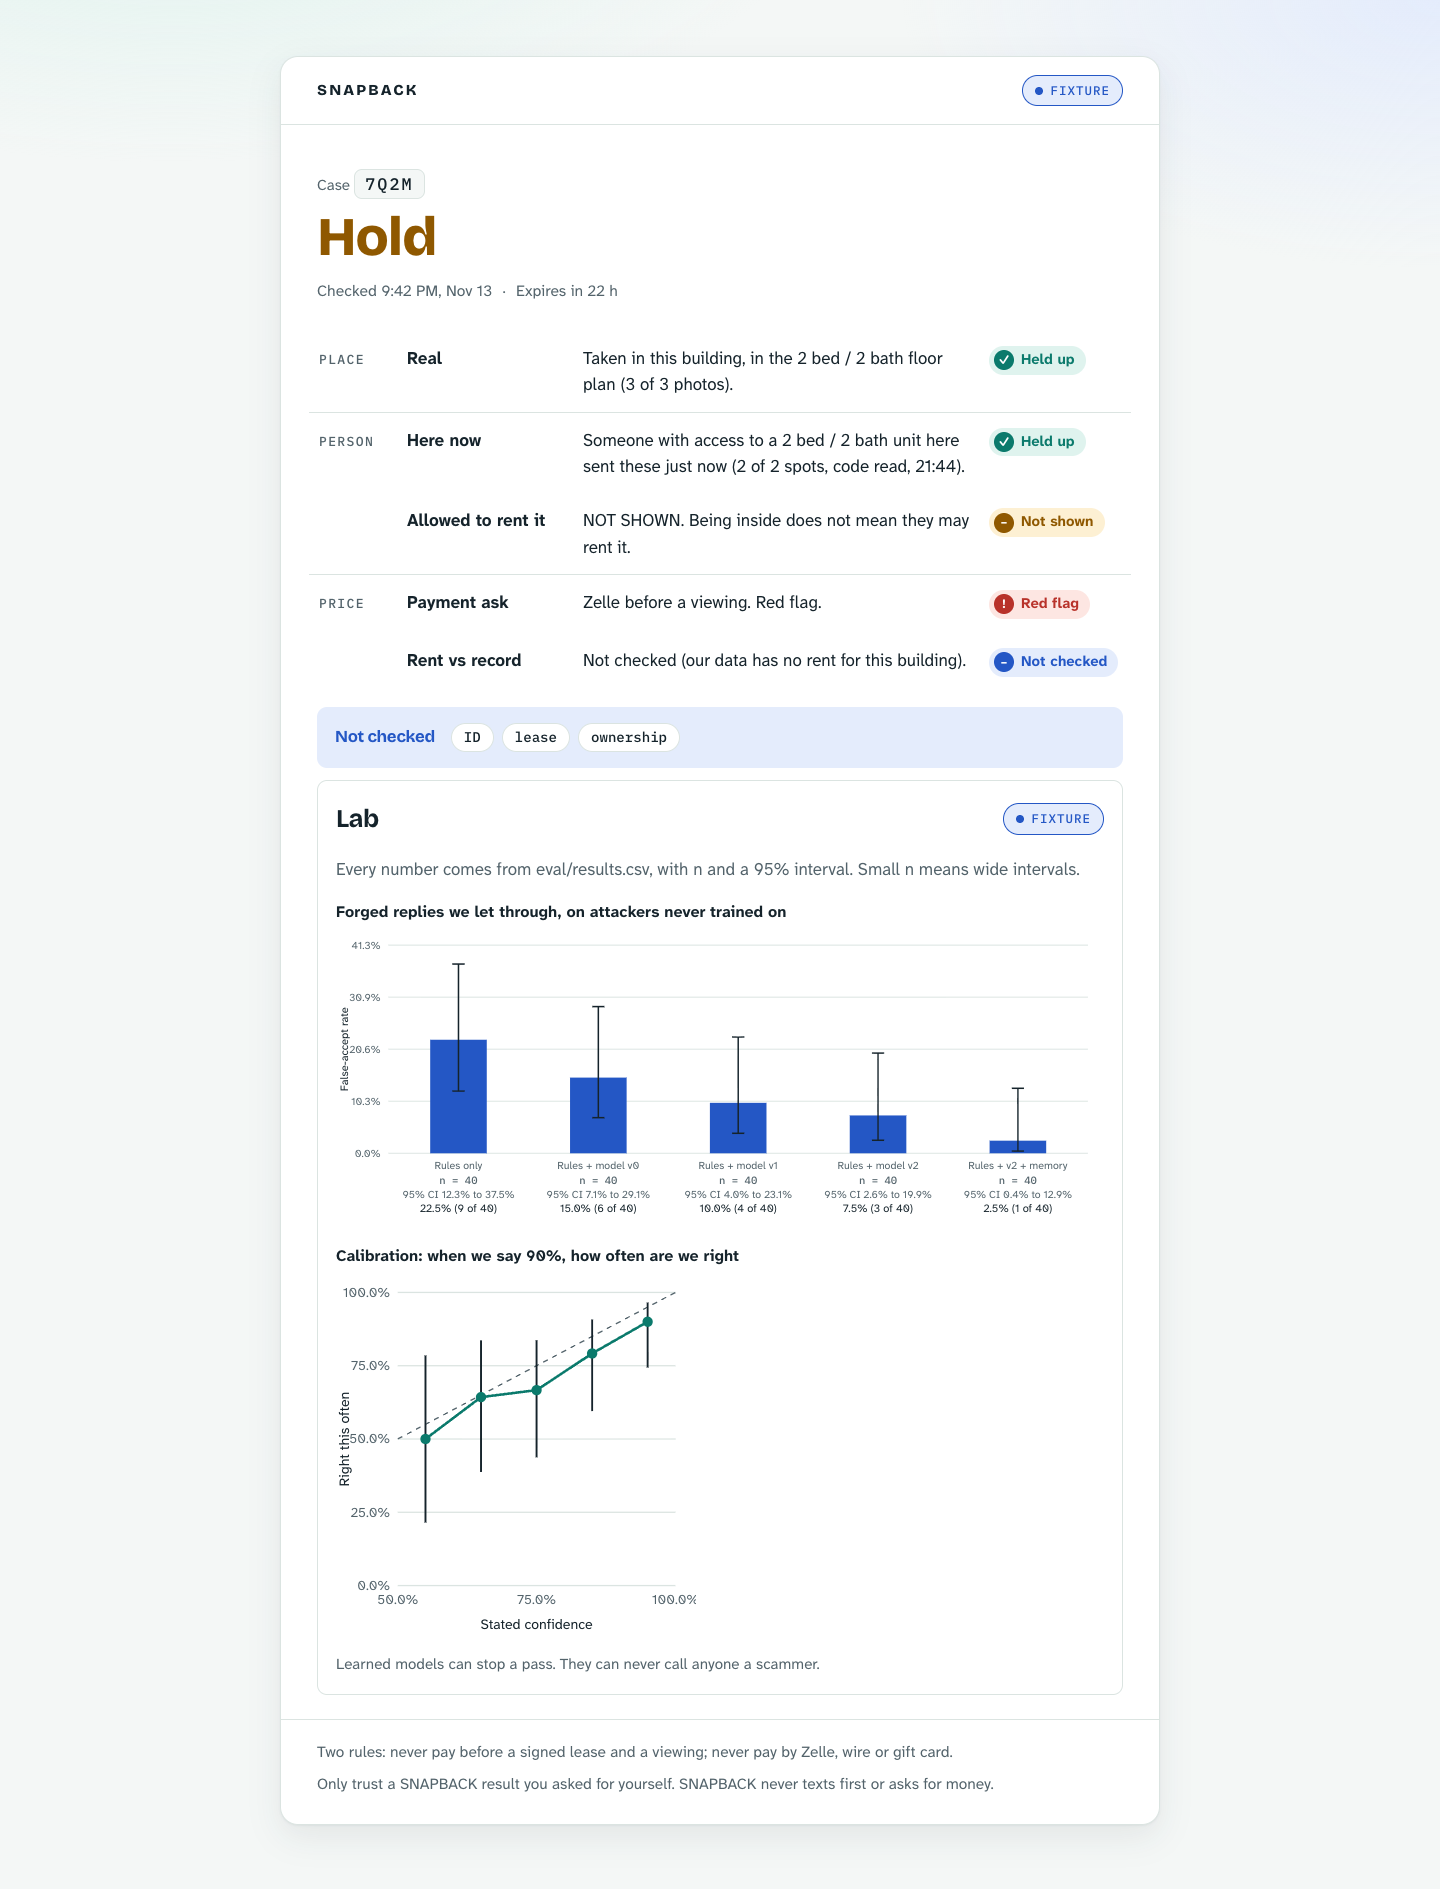 SNAPBACK
FIXTURE
Case 7Q2M
Hold
Checked 9:42 PM, Nov 13 · Expires in 22 h
PLACE
Real
Taken in this building, in the 2 bed / 2 bath floor
plan (3 of 3 photos).
Held up
PERSON
Here now
Someone with access to a 2 bed / 2 bath unit here
sent these just now (2 of 2 spots, code read, 21:44).
Held up
Allowed to rent it
NOT SHOWN. Being inside does not mean they may
rent it.
Not shown
PRICE
Payment ask
Zelle before a viewing. Red flag.
Red flag
Rent vs record
Not checked (our data has no rent for this building).
Not checked
Not checked ID lease ownership
Lab
FIXTURE
Every number comes from eval/results.csv, with n and a 95% interval. Small n means wide intervals.
Forged replies we let through, on attackers never trained on
False-accept rate
41.3%
30.9%
20.6%
10.3%
0.0%
Rules only
n = 40
95% CI 12.3% to 37.5%
22.5% (9 of 40)
Rules + model v0
n = 40
95% CI 7.1% to 29.1%
15.0% (6 of 40)
Rules + model v1
n = 40
95% CI 4.0% to 23.1%
10.0% (4 of 40)
Rules + model v2
n = 40
95% CI 2.6% to 19.9%
7.5% (3 of 40)
Rules + v2 + memory
n = 40
95% CI 0.4% to 12.9%
2.5% (1 of 40)
Calibration: when we say 90%, how often are we right
Right this often
100.0%
75.0%
50.0%
25.0%
0.0%
50.0%
75.0%
100.0%
Stated confidence
Learned models can stop a pass. They can never call anyone a scammer.
Two rules: never pay before a signed lease and a viewing; never pay by Zelle, wire or gift card.
Only trust a SNAPBACK result you asked for yourself. SNAPBACK never texts first or asks for money.